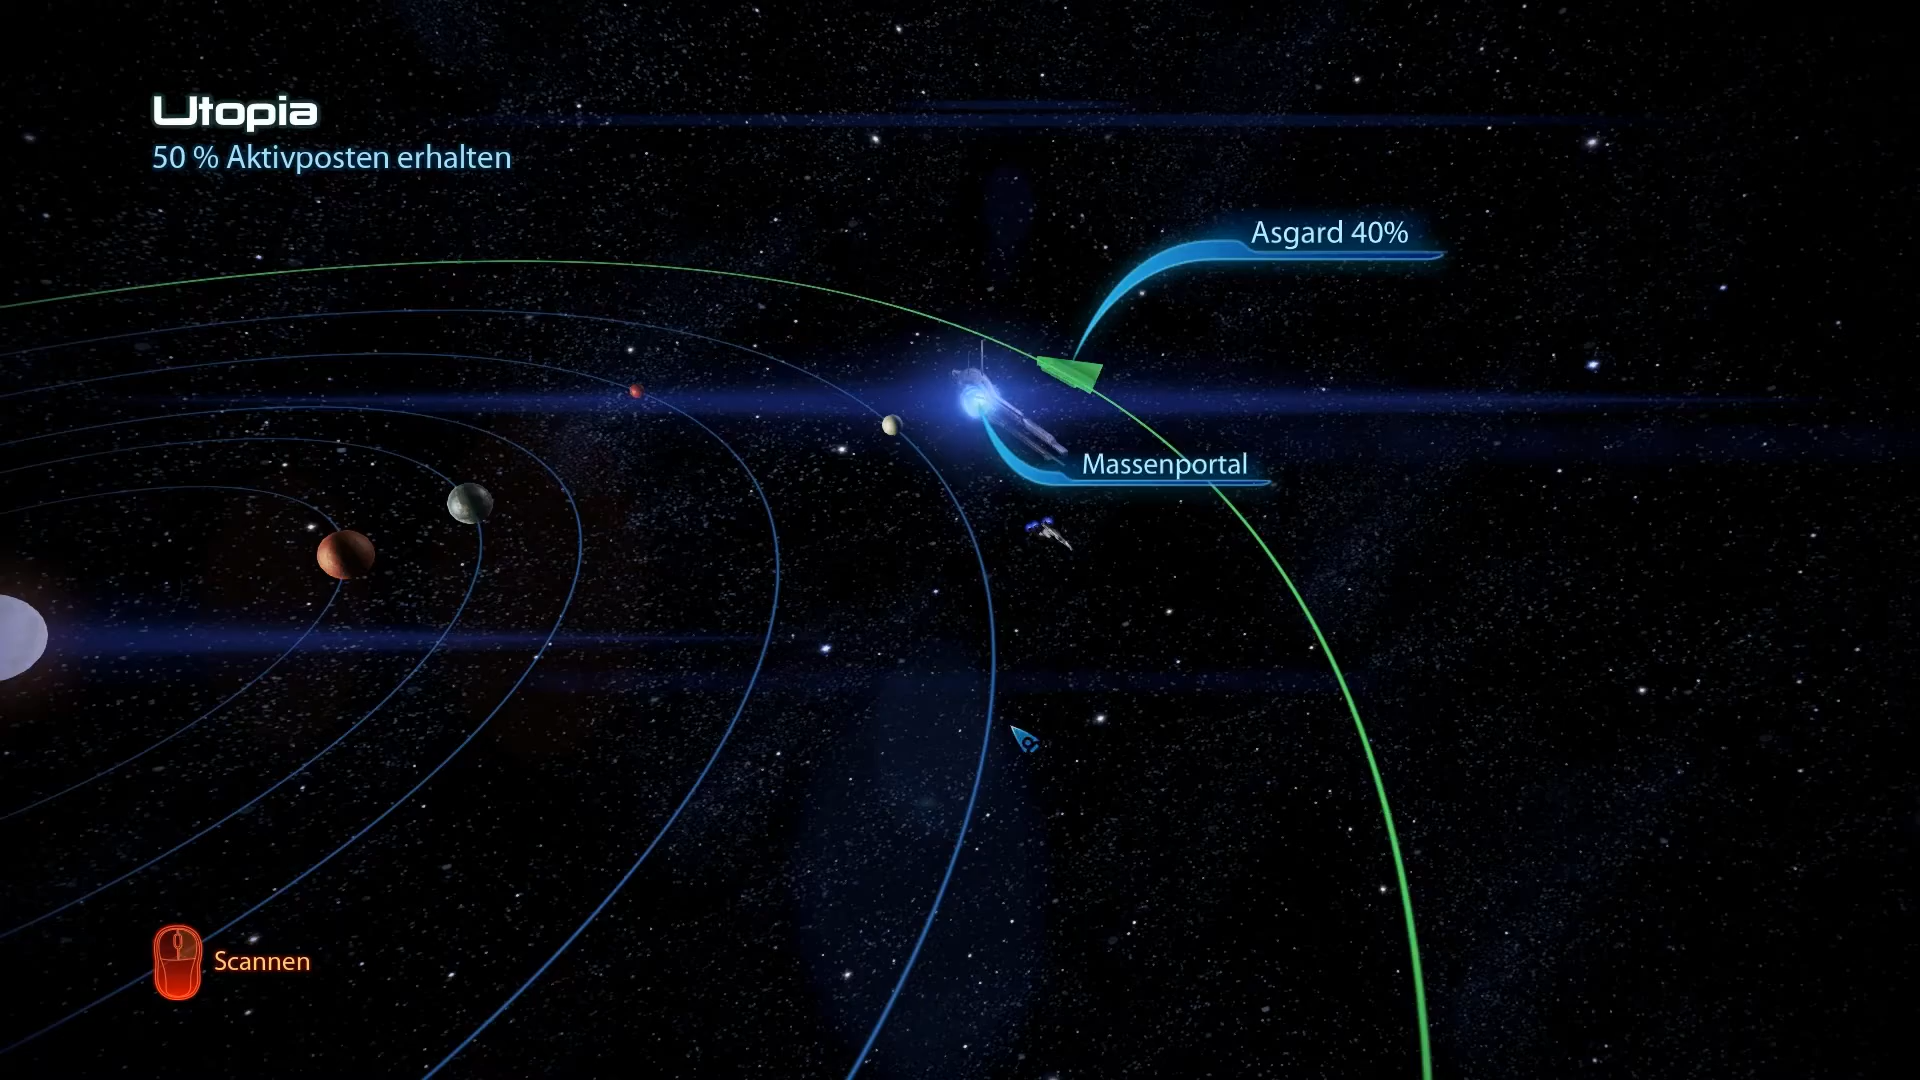 Utopia
50 % Aktivposten erhalten
Asgard 40%
Massenportal
Scannen